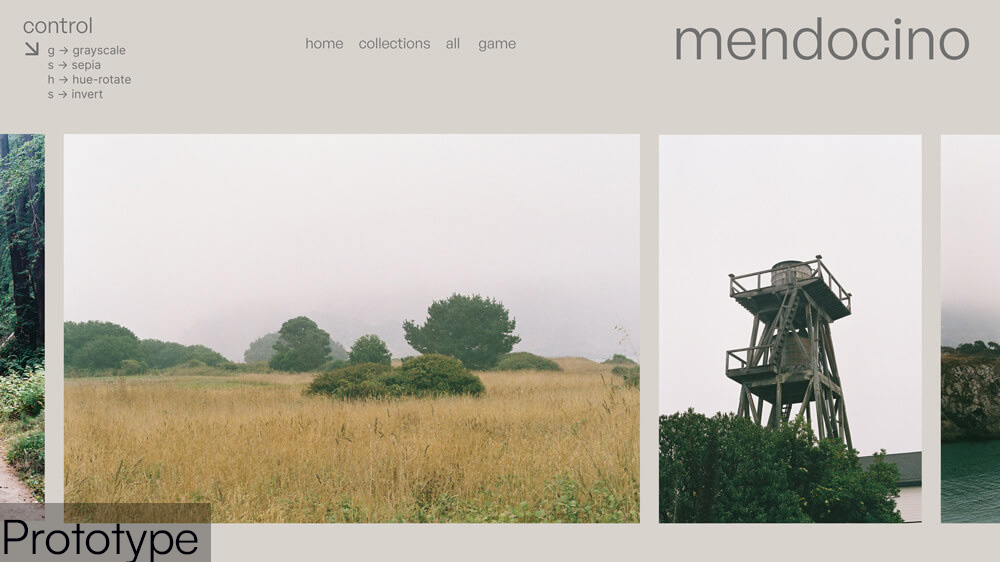 control
g → grayscale
s → sepia
h → hue-rotate
s → invert
home collections all game
mendocino
Prototype